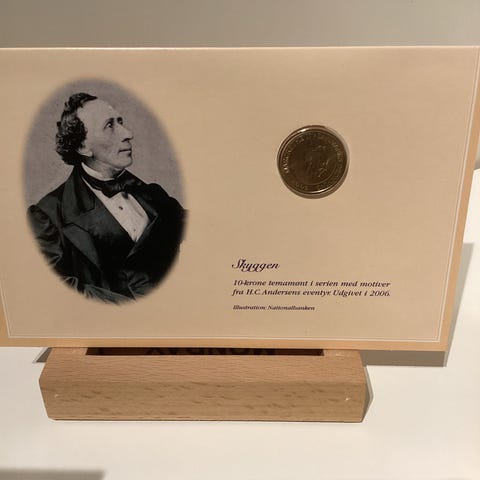 Skyggen
10-krone temamønt i serien med motiver
fra H.C. Andersens eventyr. Udgivet i 2006.
Illustration; Nationalbanken